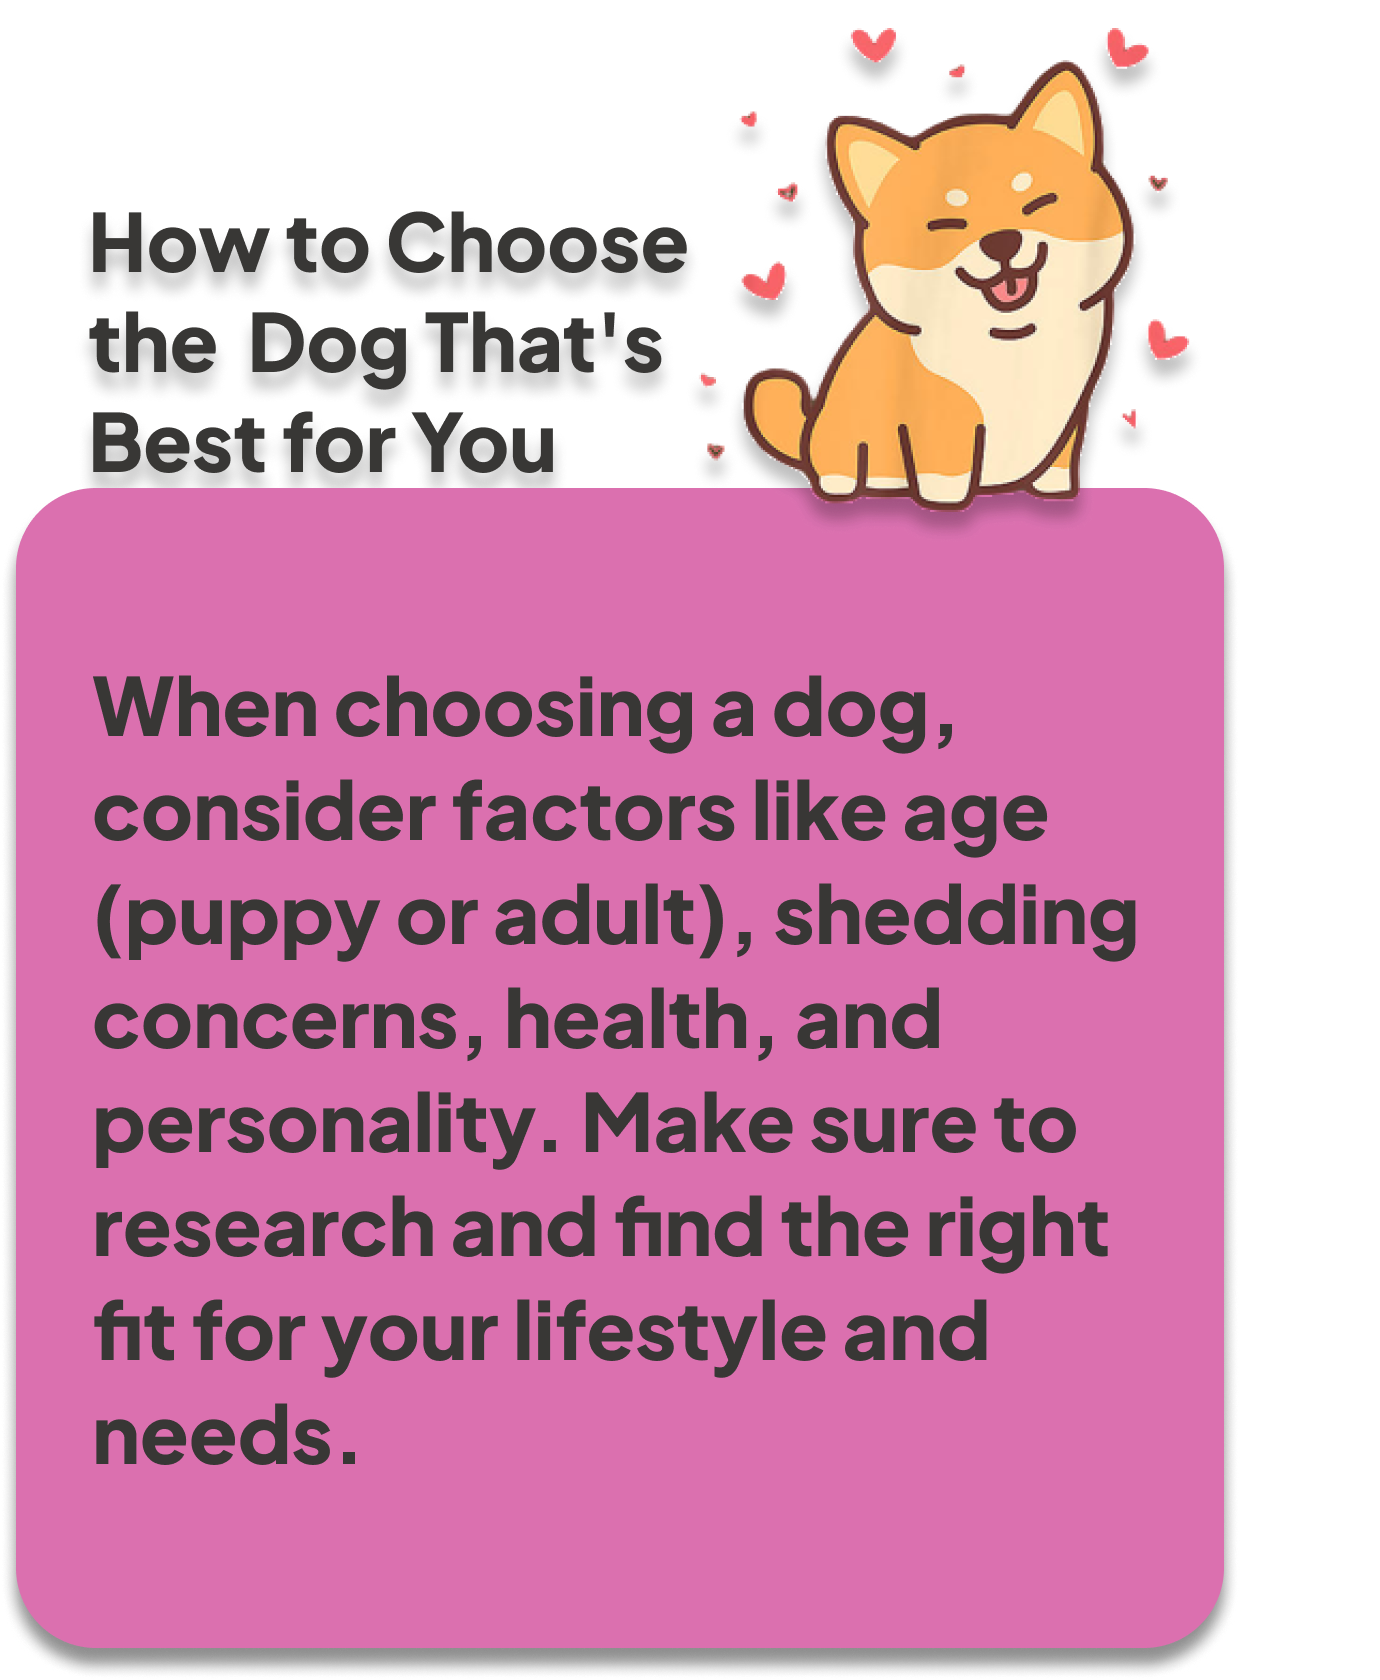 How to Choose
the  Dog That's
Best for You
When choosing a dog,
consider factors like age
(puppy or adult), shedding
concerns, health, and
personality. Make sure to
research and find the right
fit for your lifestyle and
needs.